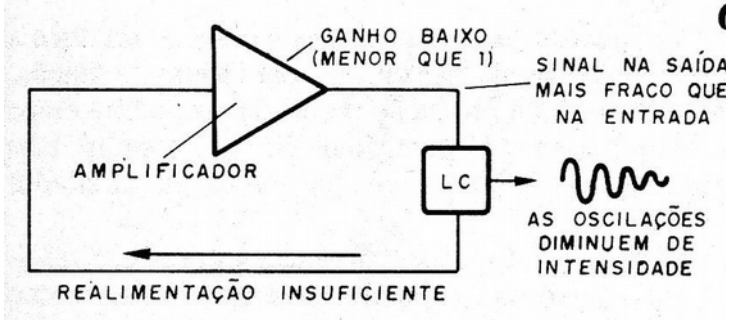 GANHO BAIXO
(MENOR QUE 1)
SINAL NA SAÍDA
MAIS FRACO QUE
NA ENTRADA
AMPLIFICADOR
LC
AS OSCILAÇÕES
DIMINUEM DE
INTENSIDADE
REALIMENTAÇÃO INSUFICIENTE